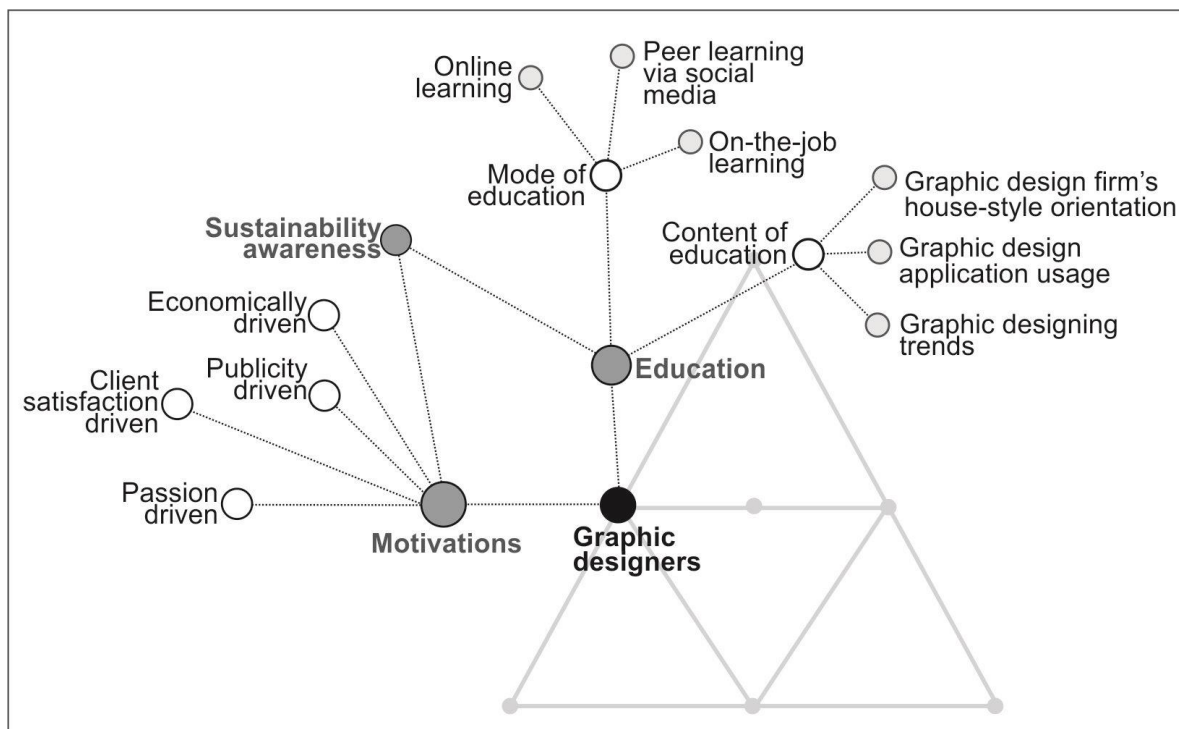 Online
learning
Peer learning
via social
media
On-the-job
learning
Mode of
education
Graphic design firm's
house-style orientation
Content of
education
Graphic design
application usage
Graphic designing
trends
Sustainability
awareness
Economically
driven
Publicity
driven
Client
satisfaction
driven
Passion
driven
Education
Motivations
Graphic
designers